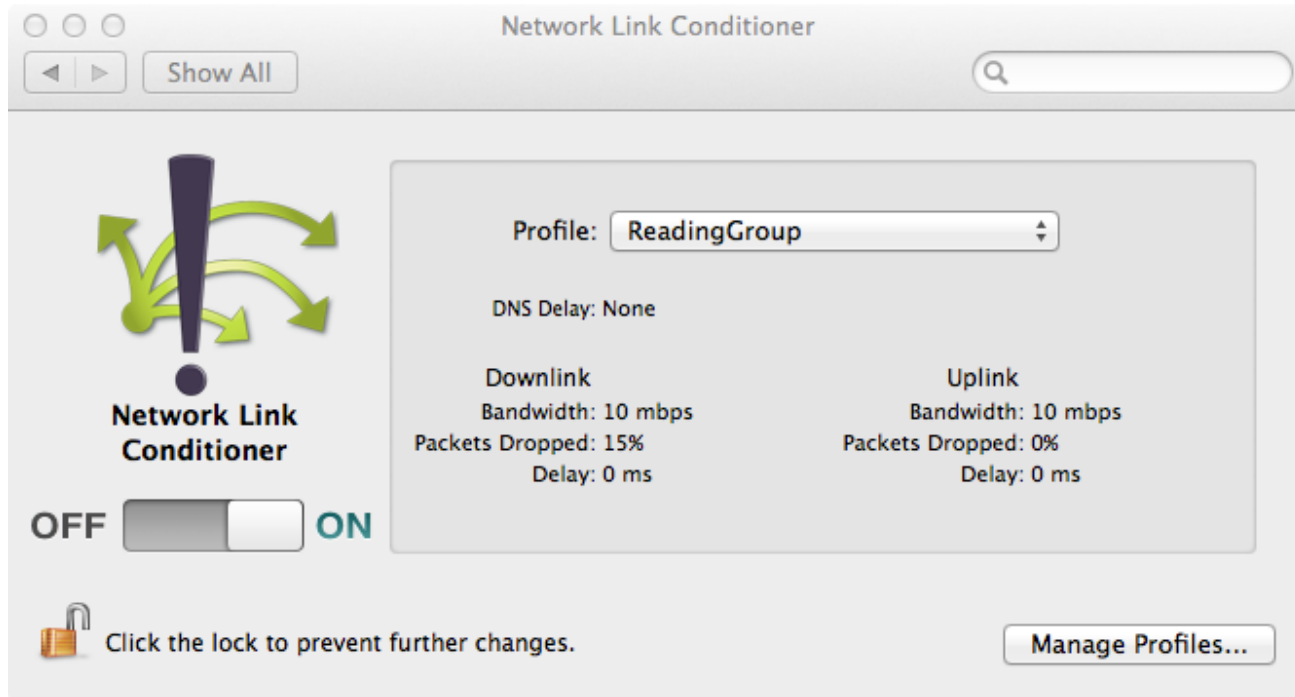 Network Link Conditioner
Show All
Profile: ReadingGroup
DNS Delay: None
Downlink
Bandwidth: 10 mbps
Packets Dropped: 15%
Delay: 0 ms
Uplink
Bandwidth: 10 mbps
Packets Dropped: 0%
Delay: 0 ms
Network Link
Conditioner
OFF ON
Click the lock to prevent further changes.
Manage Profiles...